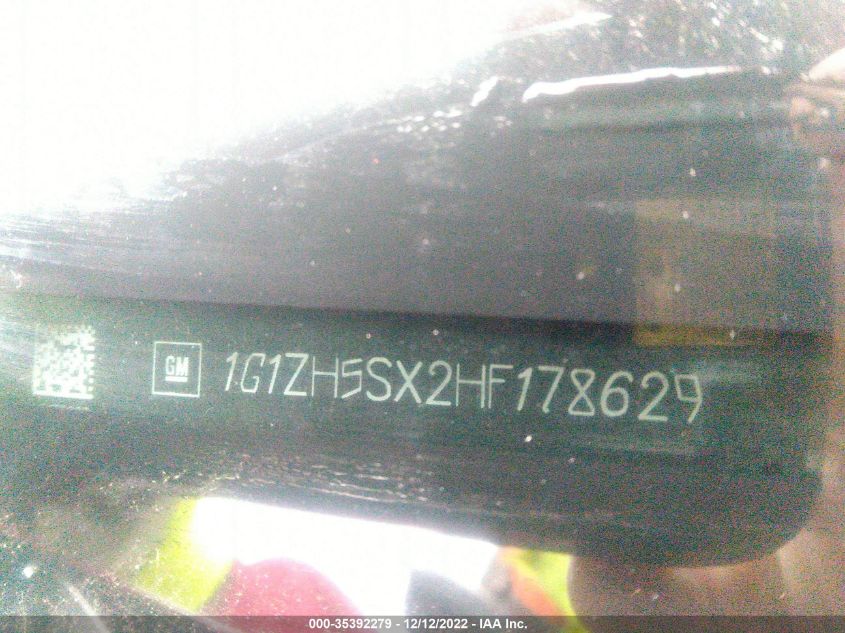 GM 1G1ZH5SX2HF178629
000-35392279 - 12/12/2022 - IAA Inc.